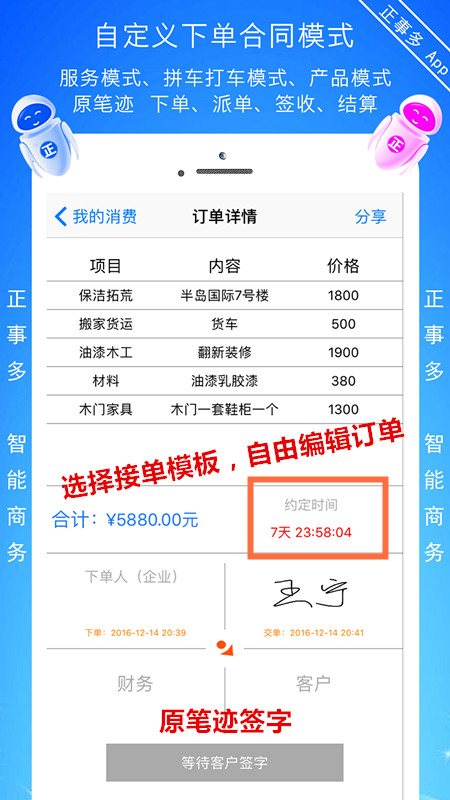 正事多 App
自定义下单合同模式
服务模式、拼车打车模式、产品模式
原笔迹 下单、派单、签收、结算
正
正
我的消费 订单详情 分享
项目 内容 价格
保洁拓荒 半岛国际7号楼 1800
搬家货运 货车 500
油漆木工 翻新装修 1900
材料 油漆乳胶漆 380
木门家具 木门一套鞋柜一个 1300
选择接单模板，自由编辑订单
合计：¥5880.00元
约定时间
7天 23:58:04
下单人（企业）
王宁
下单：2016-12-14 20:39
交单：2016-12-14 20:41
财务 客户
原笔迹签字
等待客户签字
正事多 智能商务
正事多 智能商务